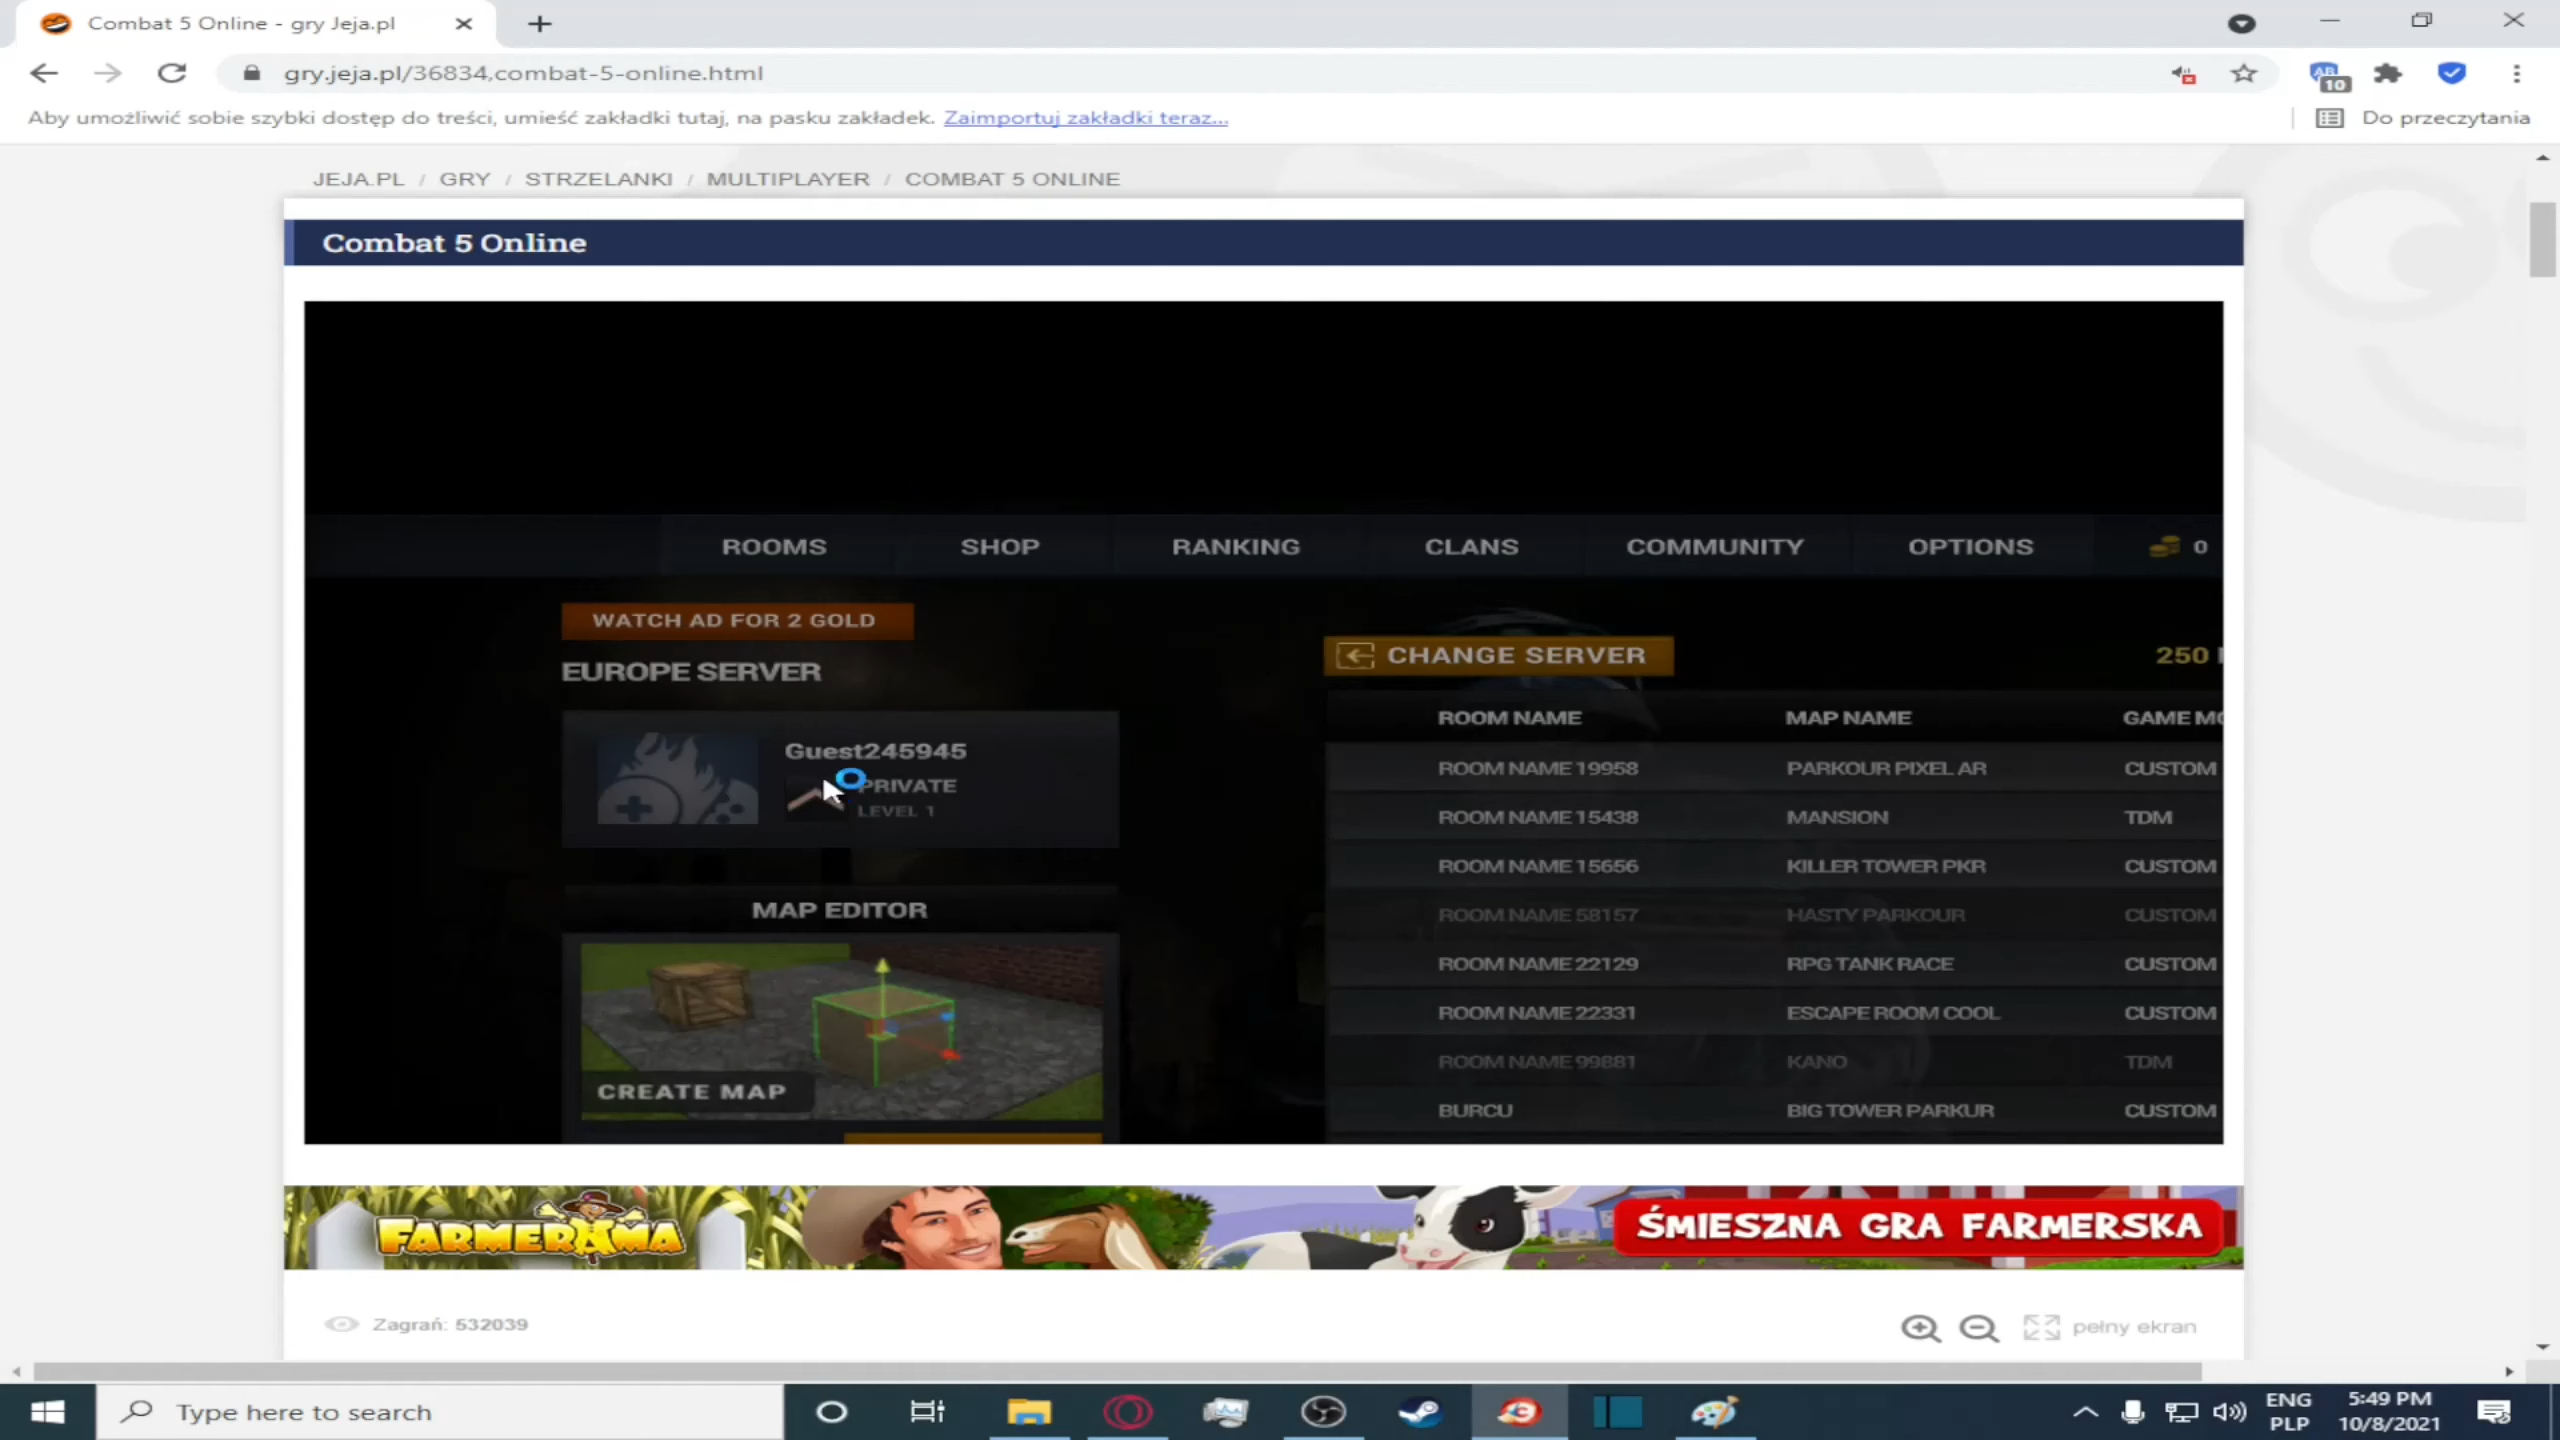 Combat 5 Online - gry Jeja.pl
gry.jeja.pl/36834,combat-5-online.html
10
Aby umożliwić sobie szybki dostęp do treści, umieść zakładki tutaj, na pasku zakładek. Zaimportuj zakładki teraz...
Do przeczytania
JEJA.PL / GRY / STRZELANKI / MULTIPLAYER / COMBAT 5 ONLINE
Combat 5 Online
ROOMS SHOP RANKING CLANS COMMUNITY OPTIONS 0
WATCH AD FOR 2 GOLD
EUROPE SERVER
CHANGE SERVER
250
Guest245945
PRIVATE
LEVEL 1
MAP EDITOR
CREATE MAP
ROOM NAME MAP NAME GAME MO
ROOM NAME 19958 PARKOUR PIXEL AR CUSTOM
ROOM NAME 15438 MANSION TDM
ROOM NAME 15656 KILLER TOWER PKR CUSTOM
ROOM NAME 58157 HASTY PARKOUR CUSTOM
ROOM NAME 22129 RPG TANK RACE CUSTOM
ROOM NAME 22331 ESCAPE ROOM COOL CUSTOM
ROOM NAME 99881 KANO TDM
BURCU BIG TOWER PARKUR CUSTOM
FARMERAMA
ŚMIESZNA GRA FARMERSKA
Zagrań: 532039
pełny ekran
Type here to search
ENG
PLP
5:49 PM
10/8/2021